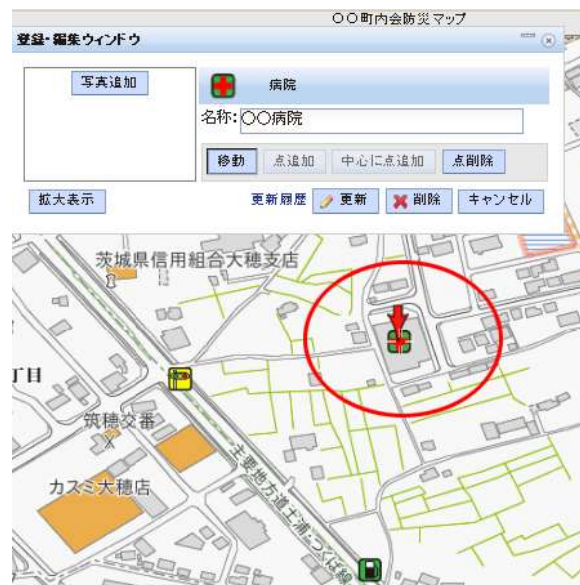 〇〇町内会防災マップ
登録・編集ウィンドウ
写真追加
病院
名称:〇〇病院
移動 点追加 中心に点追加 点削除
拡大表示 更新履歴 更新 削除 キャンセル
茨城県信用組合大穂支店
丁目
筑穂交番
カスミ大穂店
主要地方道土浦・つくば線